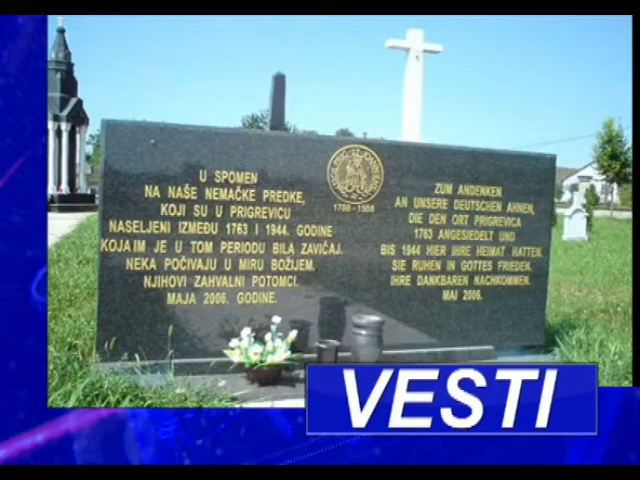 U SPOMEN
NA NAŠE NEMAČKE PREDKE,
KOJI SU U PRIGREVICU
NASELJENI IZMEĐU 1763 I 1944. GODINE
KOJA IM JE U TOM PERIODU BILA ZAVIČAJ.
NEKA POČIVAJU U MIRU BOŽIJEM.
NJIHOVI ZAHVALNI POTOMCI.
MAJA 2006. GODINE.
1788 - 1988
ZUM ANDENKEN
AN UNSERE DEUTSCHEN AHNEN,
DIE DEN ORT PRIGREVICA
1763 ANGESIEDELT UND
BIS 1944 HIER IHRE HEIMAT HATTEN.
SIE RUHEN IN GOTTES FRIEDEN.
IHRE DANKBAREN NACHKOMMEN.
MAI 2006.
VESTI